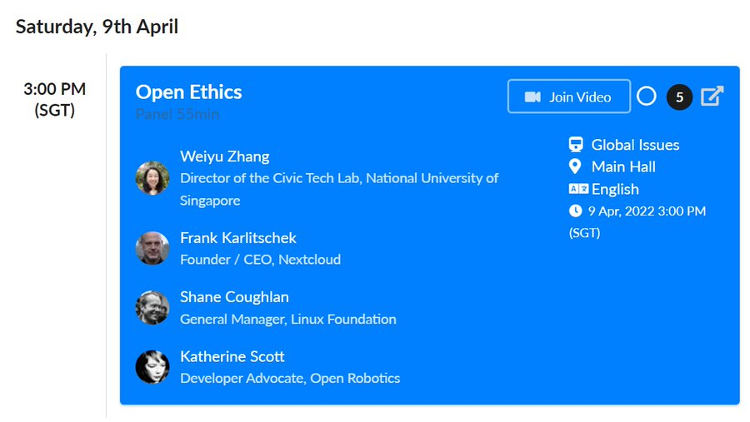 Saturday, 9th April
3:00 PM
(SGT)
Open Ethics
Panel 55min
Join Video
5
Weiyu Zhang
Director of the Civic Tech Lab, National University of
Singapore
Frank Karlitschek
Founder / CEO, Nextcloud
Shane Coughlan
General Manager, Linux Foundation
Katherine Scott
Developer Advocate, Open Robotics
Global Issues
Main Hall
English
9 Apr, 2022 3:00 PM
(SGT)